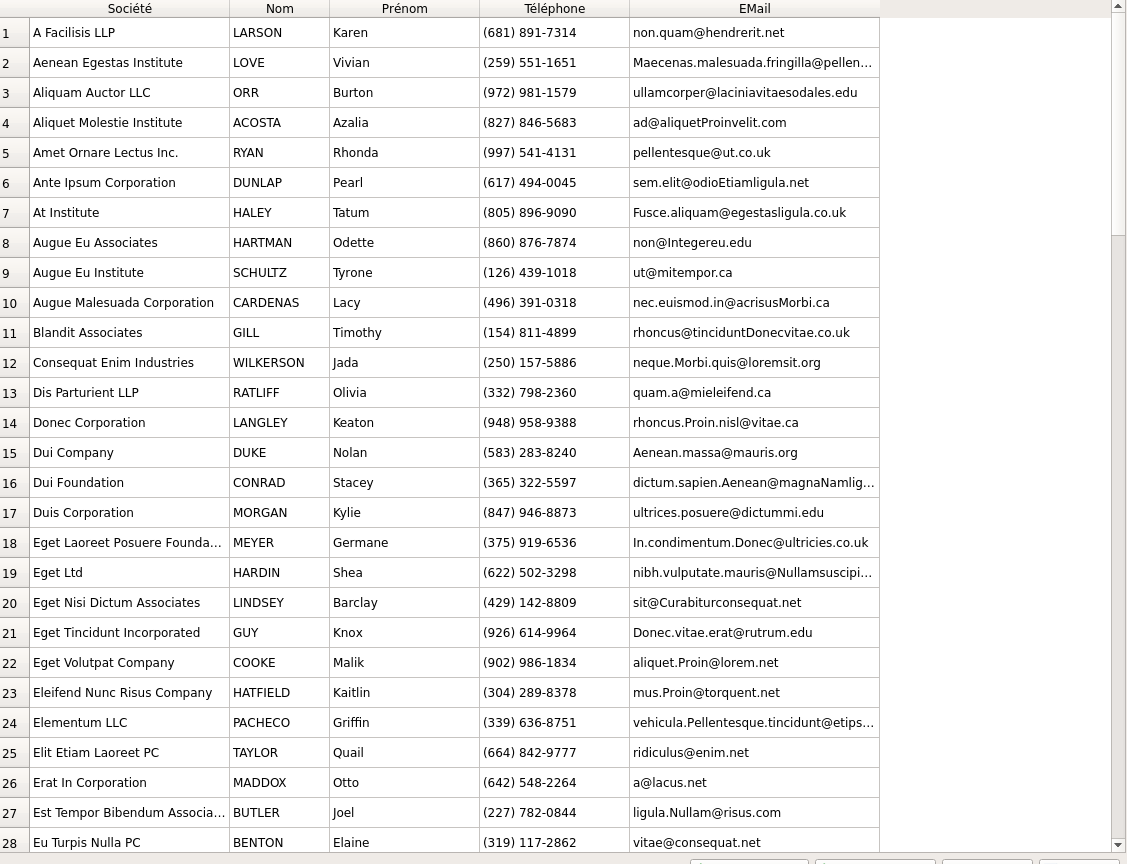 Société Nom Prénom Téléphone EMail
1 A Facilisis LLP LARSON Karen (681) 891-7314 non.quam@hendrerit.net
2 Aenean Egestas Institute LOVE Vivian (259) 551-1651 Maecenas.malesuada.fringilla@pellen...
3 Aliquam Auctor LLC ORR Burton (972) 981-1579 ullamcorper@laciniavitaesodales.edu
4 Aliquet Molestie Institute ACOSTA Azalia (827) 846-5683 ad@aliquetProinvelit.com
5 Amet Ornare Lectus Inc. RYAN Rhonda (997) 541-4131 pellentesque@ut.co.uk
6 Ante Ipsum Corporation DUNLAP Pearl (617) 494-0045 sem.elit@odioEtiamligula.net
7 At Institute HALEY Tatum (805) 896-9090 Fusce.aliquam@egestasligula.co.uk
8 Augue Eu Associates HARTMAN Odette (860) 876-7874 non@Integereu.edu
9 Augue Eu Institute SCHULTZ Tyrone (126) 439-1018 ut@mitempor.ca
10 Augue Malesuada Corporation CARDENAS Lacy (496) 391-0318 nec.euismod.in@acrisusMorbi.ca
11 Blandit Associates GILL Timothy (154) 811-4899 rhoncus@tinciduntDonecvitae.co.uk
12 Consequat Enim Industries WILKERSON Jada (250) 157-5886 neque.Morbi.quis@loremsit.org
13 Dis Parturient LLP RATLIFF Olivia (332) 798-2360 quam.a@mieleifend.ca
14 Donec Corporation LANGLEY Keaton (948) 958-9388 rhoncus.Proin.nisl@vitae.ca
15 Dui Company DUKE Nolan (583) 283-8240 Aenean.massa@mauris.org
16 Dui Foundation CONRAD Stacey (365) 322-5597 dictum.sapien.Aenean@magnaNamlig...
17 Duis Corporation MORGAN Kylie (847) 946-8873 ultrices.posuere@dictummi.edu
18 Eget Laoreet Posuere Founda... MEYER Germane (375) 919-6536 In.condimentum.Donec@ultricies.co.uk
19 Eget Ltd HARDIN Shea (622) 502-3298 nibh.vulputate.mauris@Nullamsuscipi...
20 Eget Nisi Dictum Associates LINDSEY Barclay (429) 142-8809 sit@Curabiturconsequat.net
21 Eget Tincidunt Incorporated GUY Knox (926) 614-9964 Donec.vitae.erat@rutrum.edu
22 Eget Volutpat Company COOKE Malik (902) 986-1834 aliquet.Proin@lorem.net
23 Eleifend Nunc Risus Company HATFIELD Kaitlin (304) 289-8378 mus.Proin@torquent.net
24 Elementum LLC PACHECO Griffin (339) 636-8751 vehicula.Pellentesque.tincidunt@etips...
25 Elit Etiam Laoreet PC TAYLOR Quail (664) 842-9777 ridiculus@enim.net
26 Erat In Corporation MADDOX Otto (642) 548-2264 a@lacus.net
27 Est Tempor Bibendum Associa... BUTLER Joel (227) 782-0844 ligula.Nullam@risus.com
28 Eu Turpis Nulla PC BENTON Elaine (319) 117-2862 vitae@consequat.net